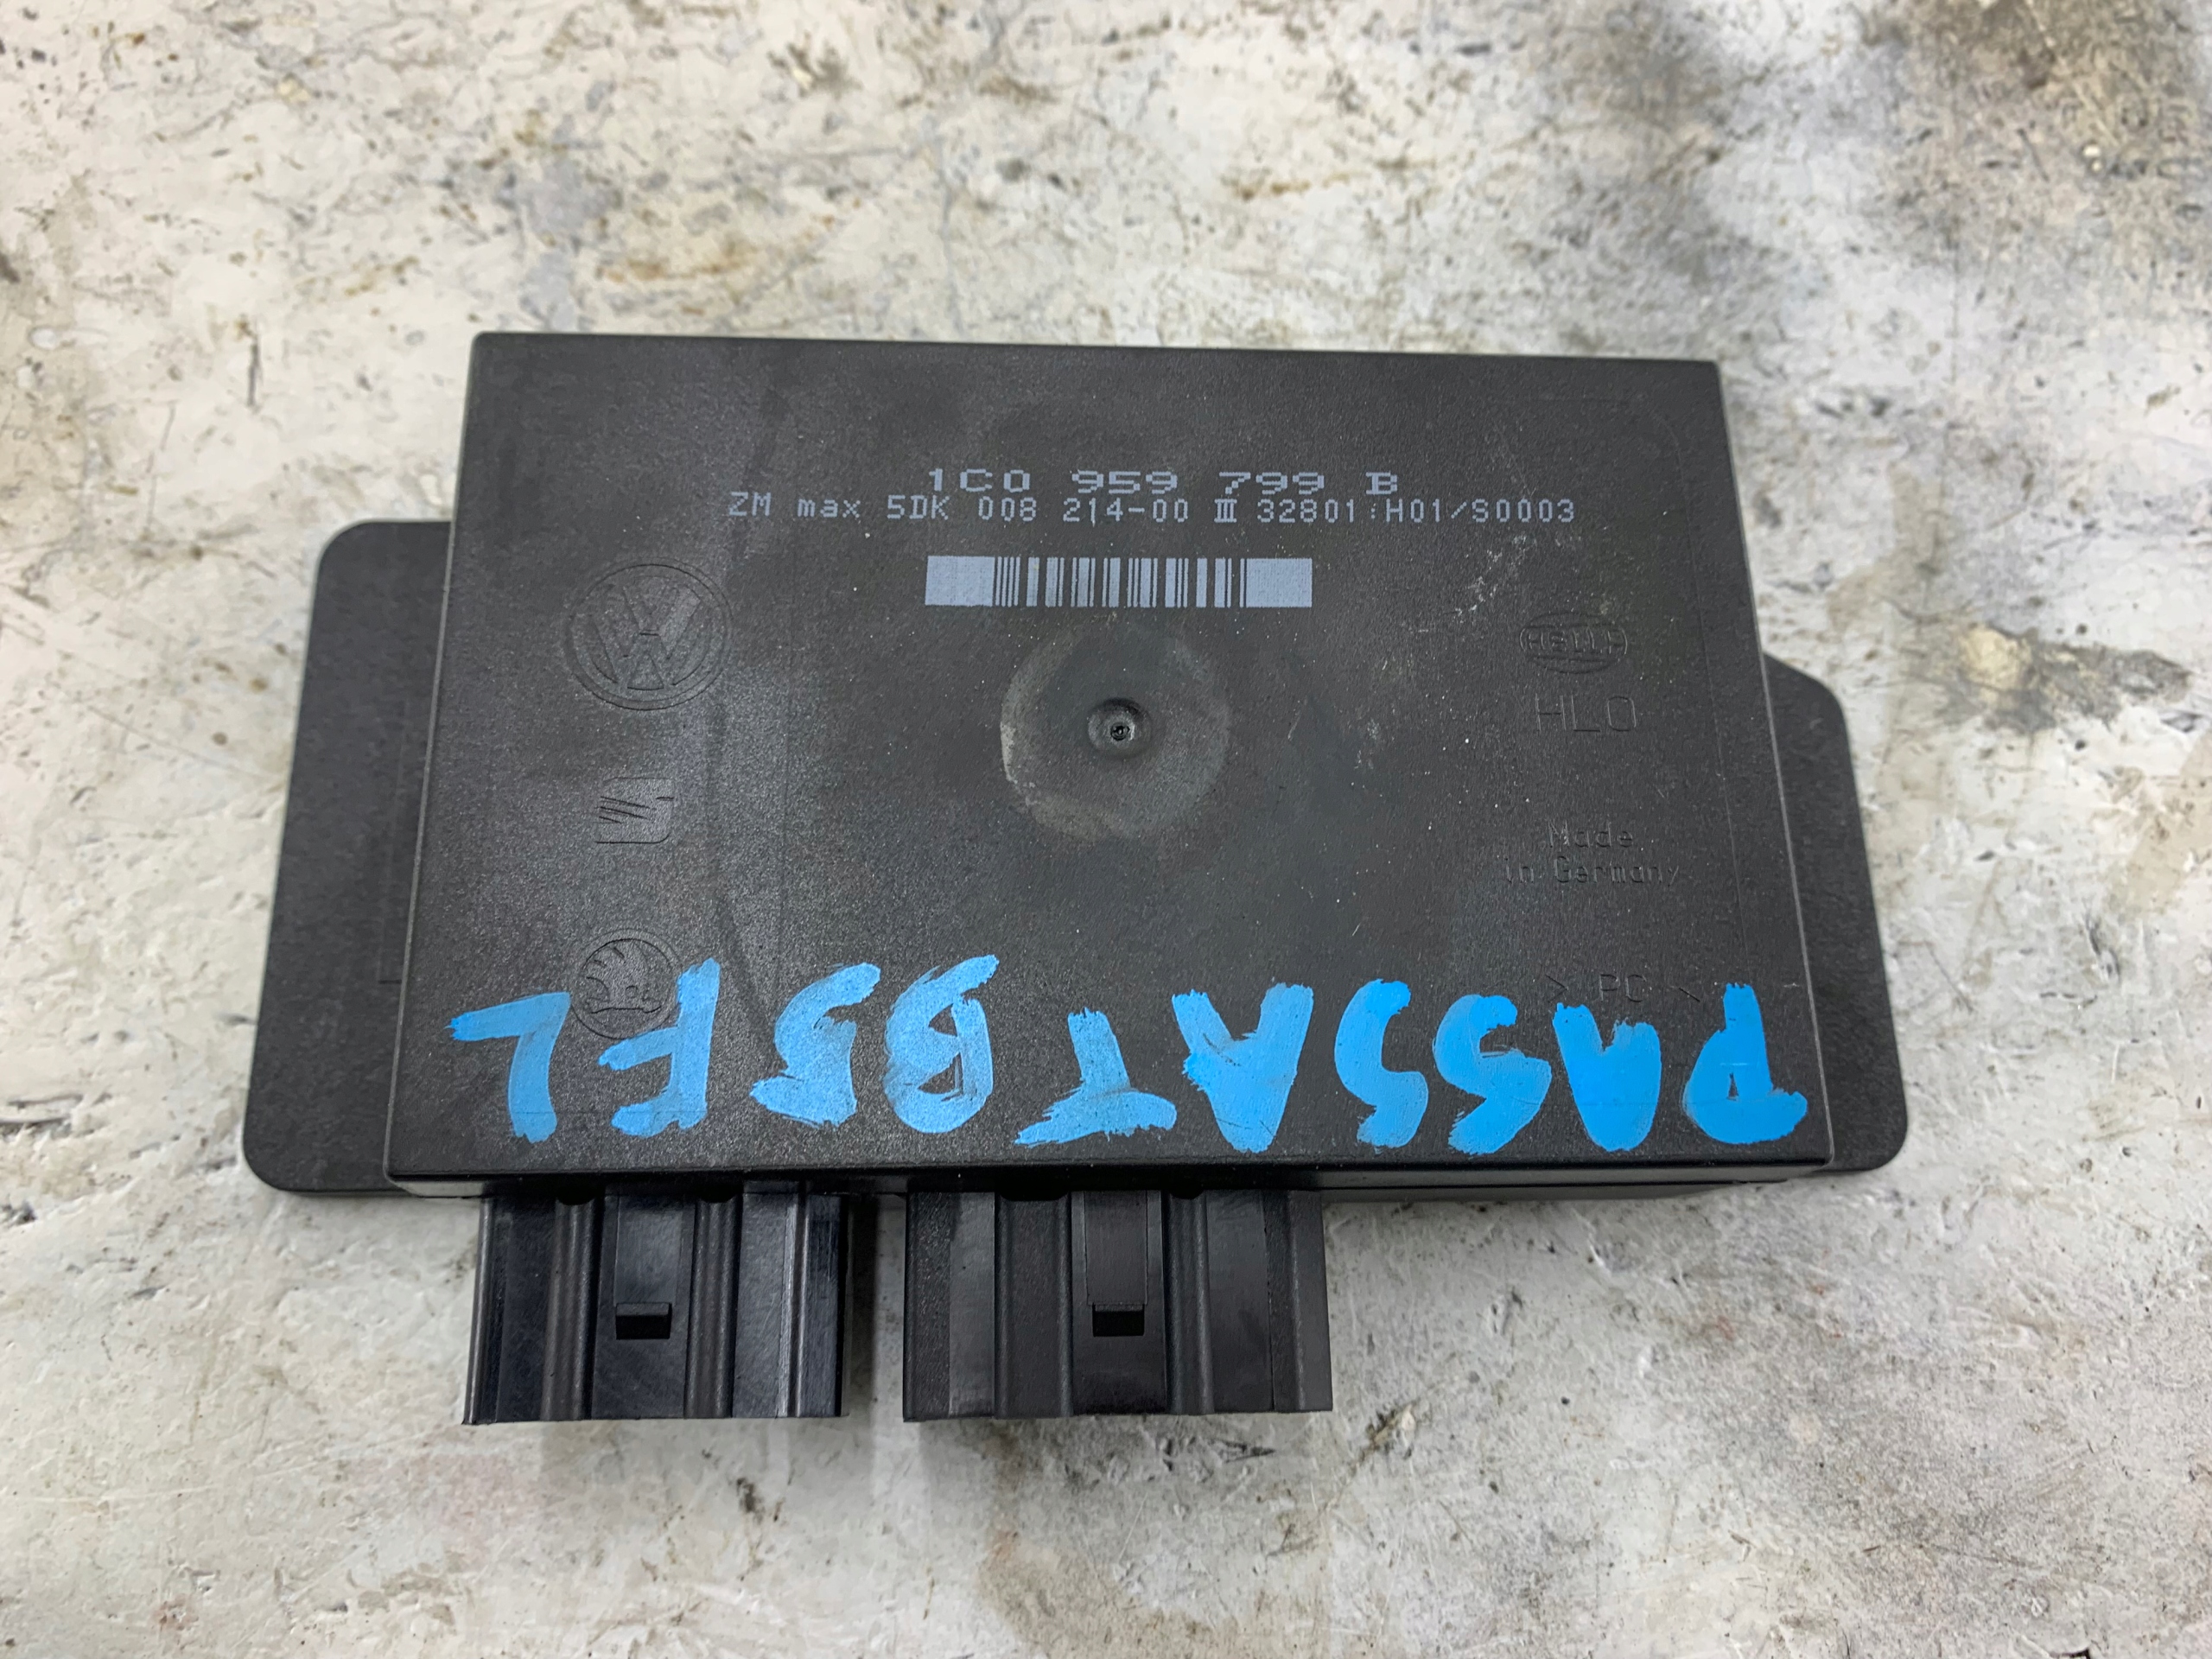 1C0 959 799 B
ZM max 5DK 008 214-00 III 32801:H01/S0003
HELLA
HLO
Made
in Germany
> PC <
PASSAT B5 FL